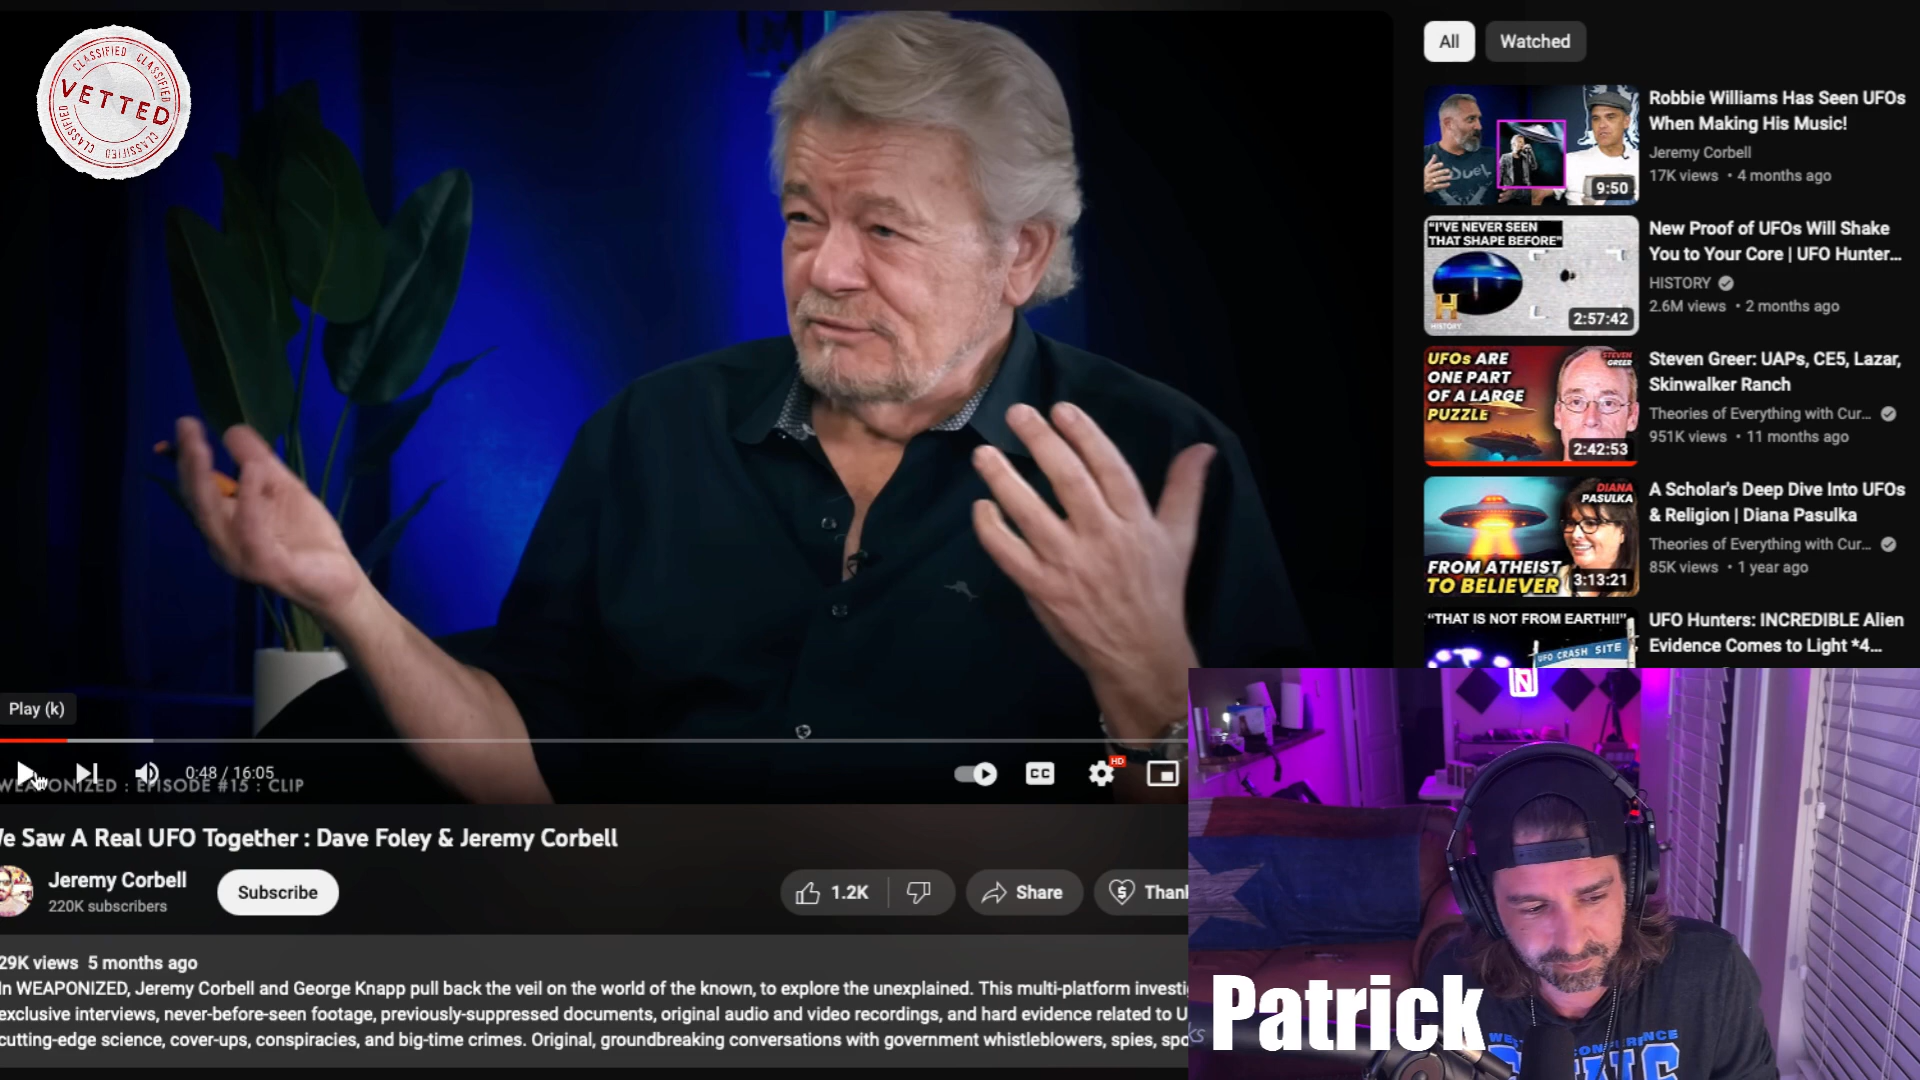 CLASSIFIED CLASSIFIED
VETTED
CLASSIFIED CLASSIFIED
All
Watched
Robbie Williams Has Seen UFOs
When Making His Music!
Jeremy Corbell
17K views • 4 months ago
9:50
"I'VE NEVER SEEN
THAT SHAPE BEFORE"
H
HISTORY
2:57:42
New Proof of UFOs Will Shake
You to Your Core | UFO Hunter...
HISTORY
2.6M views • 2 months ago
UFOs ARE
ONE PART
OF A LARGE
PUZZLE
STEVEN
GREER
2:42:53
Steven Greer: UAPs, CE5, Lazar,
Skinwalker Ranch
Theories of Everything with Cur...
951K views • 11 months ago
DIANA
PASULKA
FROM ATHEIST
TO BELIEVER
3:13:21
A Scholar's Deep Dive Into UFOs
& Religion | Diana Pasulka
Theories of Everything with Cur...
85K views • 1 year ago
"THAT IS NOT FROM EARTH!!"
UFO CRASH SITE
UFO Hunters: INCREDIBLE Alien
Evidence Comes to Light *4...
Play (k)
0:48 / 16:05
CC
HD
WEAPONIZED : EPISODE #15 : CLIP
e Saw A Real UFO Together : Dave Foley & Jeremy Corbell
Jeremy Corbell
220K subscribers
Subscribe
1.2K
Share
Thank
29K views 5 months ago
In WEAPONIZED, Jeremy Corbell and George Knapp pull back the veil on the world of the known, to explore the unexplained. This multi-platform investi
exclusive interviews, never-before-seen footage, previously-suppressed documents, original audio and video recordings, and hard evidence related to U
cutting-edge science, cover-ups, conspiracies, and big-time crimes. Original, groundbreaking conversations with government whistleblowers, spies, spo
Patrick